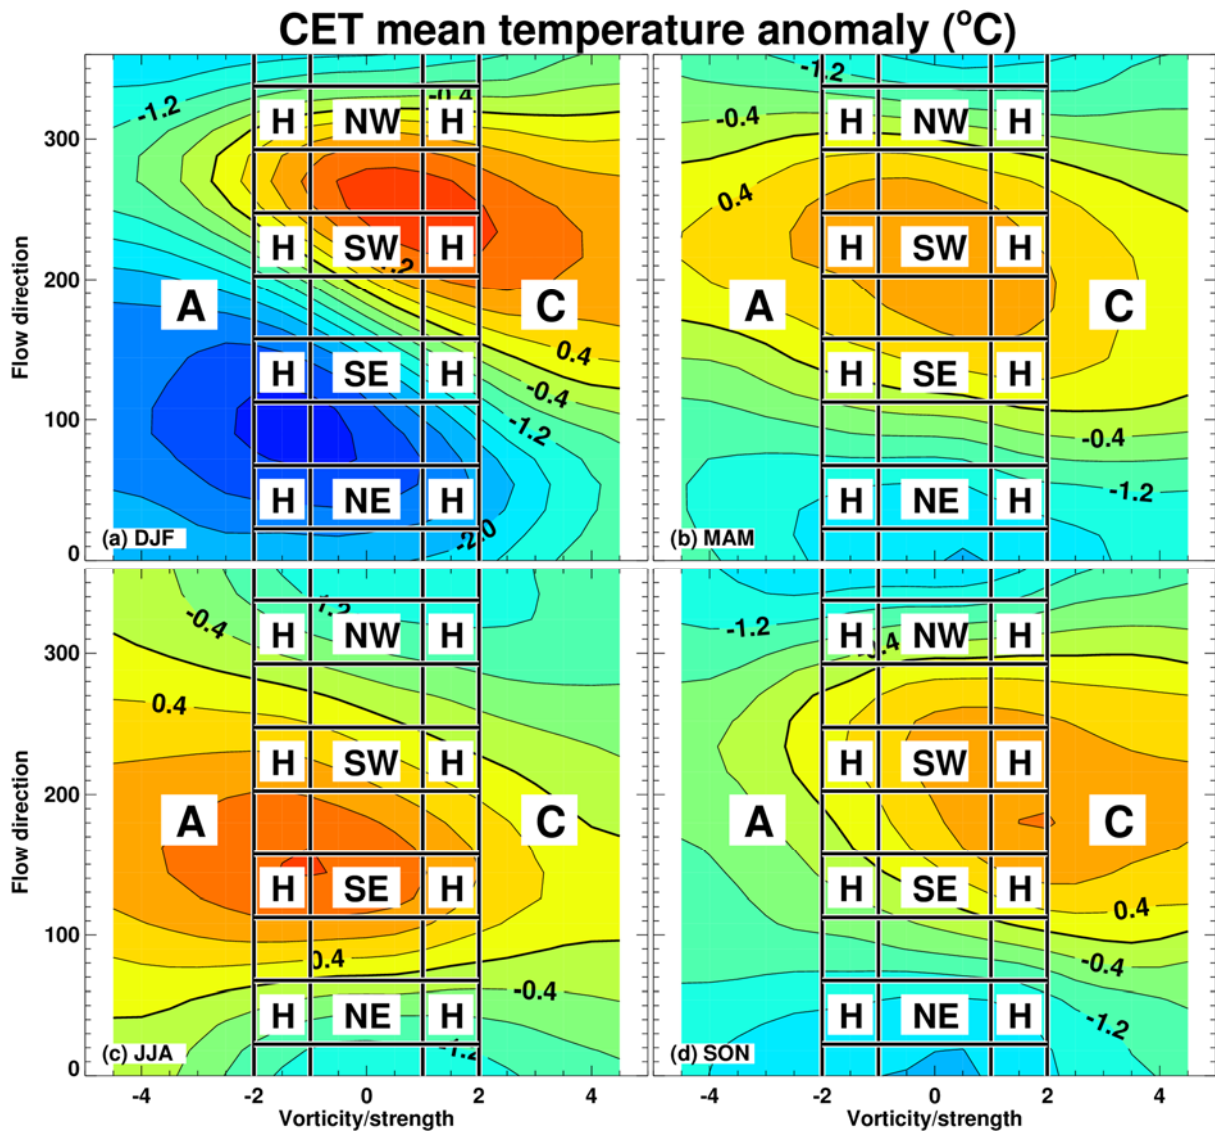 CET mean temperature anomaly (°C)
-1.2
-0.4
H NW H
-1.2
-0.4
H NW H
0.4
H SW H
H SW H
A
C
A
C
0.4
H SE H
-0.4
H SE H
-1.2
-0.4
H NE H
-2.0
H NE H
-1.2
(a) DJF
(b) MAM
300
200
100
0
Flow direction
-0.4
H NW H
-1.2
H NW H
0.4
H SW H
H SW H
A
C
A
C
H SE H
H SE H
0.4
0.4
-0.4
-0.4
H NE H
H NE H
-1.2
-1.2
(c) JJA
(d) SON
300
200
100
0
Flow direction
-4 -2 0 2 4
-4 -2 0 2 4
Vorticity/strength
Vorticity/strength